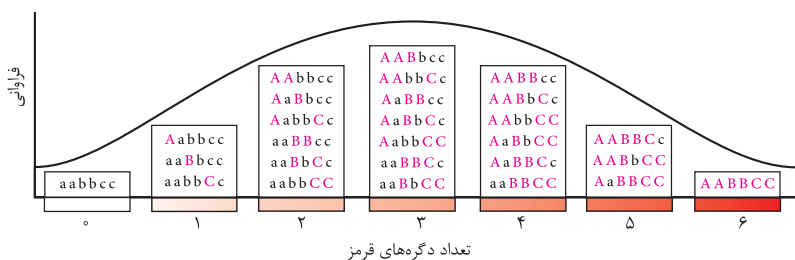 فراوانی
aabbcc
Aabbcc
aaBbcc
aabbCc
AAbbcc
AaBbcc
AabbCc
aaBBcc
aaBbCc
aabbCC
AABbcc
AAbbCc
AaBBcc
AaBbCc
AabbCC
aaBBCc
aaBbCC
AABBcc
AABbCc
AAbbCC
AaBbCC
AaBBCc
aaBBCC
AABBCc
AABbCC
AaBBCC
AABBCC
۰ ۱ ۲ ۳ ۴ ۵ ۶
تعداد دگره‌های قرمز